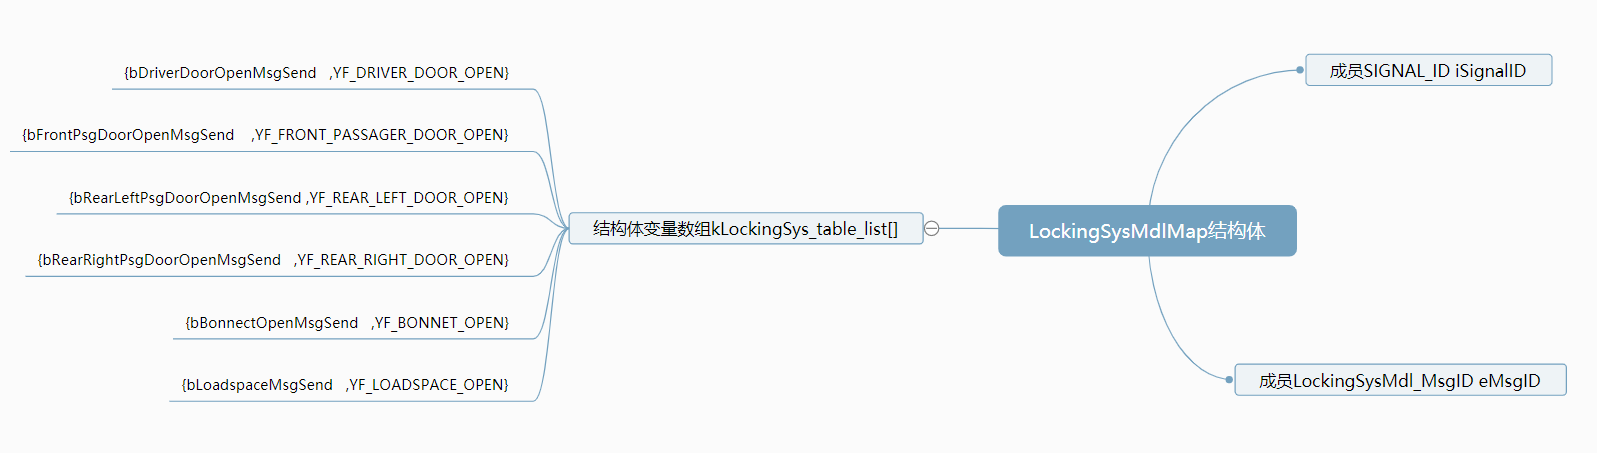 {bDriverDoorOpenMsgSend ,YF_DRIVER_DOOR_OPEN}
{bFrontPsgDoorOpenMsgSend ,YF_FRONT_PASSAGER_DOOR_OPEN}
{bRearLeftPsgDoorOpenMsgSend ,YF_REAR_LEFT_DOOR_OPEN}
{bRearRightPsgDoorOpenMsgSend ,YF_REAR_RIGHT_DOOR_OPEN}
{bBonnectOpenMsgSend ,YF_BONNET_OPEN}
{bLoadspaceMsgSend ,YF_LOADSPACE_OPEN}
结构体变量数组kLockingSys_table_list[]
LockingSysMdlMap结构体
成员SIGNAL_ID iSignalID
成员LockingSysMdl_MsgID eMsgID